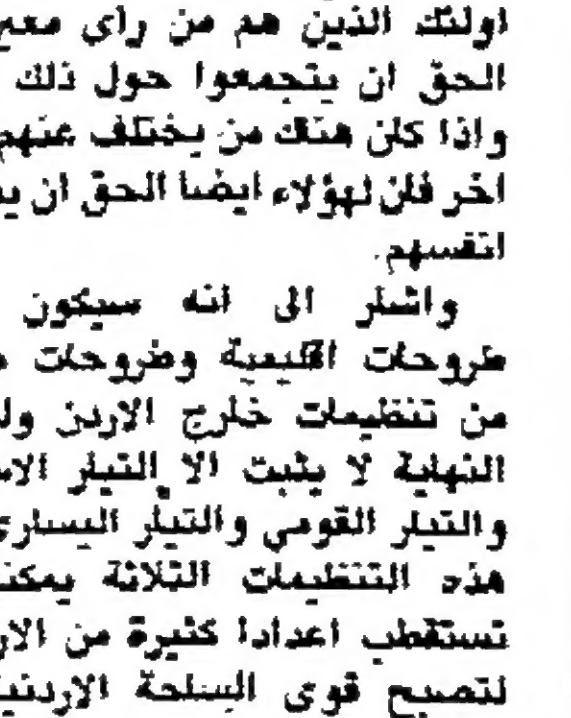 اولئك الذين هم من راي معي
الحق ان يتجمعوا حول ذلك
واذا كان هناك من يختلف عنهم
اخر فان لهؤلاء ايضا الحق ان
انفسهم.
واشار الى انه سيكون
طروحات اقليمية وطروحات
من تنظيمات خارج الاردن
النهاية لا يثبت الا التيار
والتيار القومي والتيار اليساري
هذه التنظيمات الثلاثة
تستقطب اعدادا كثيرة من
لتصبح قوى الساحة